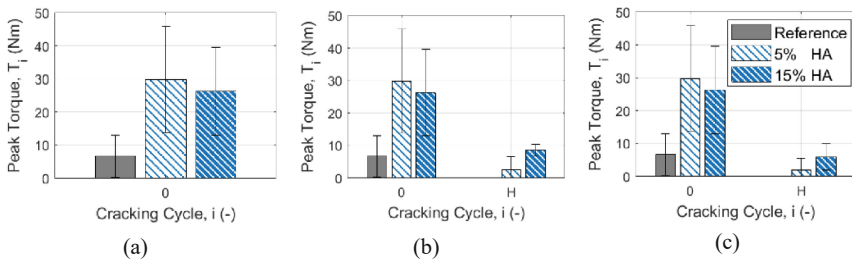 50
40
30
20
10
0
Peak Torque, T_i (Nm)
0
Cracking Cycle, i (-)
(a)
50
40
30
20
10
0
Peak Torque, T_i (Nm)
0 H
Cracking Cycle, i (-)
(b)
50
40
30
20
10
0
Peak Torque, T_i (Nm)
Reference
5% HA
15% HA
0 H
Cracking Cycle, i (-)
(c)